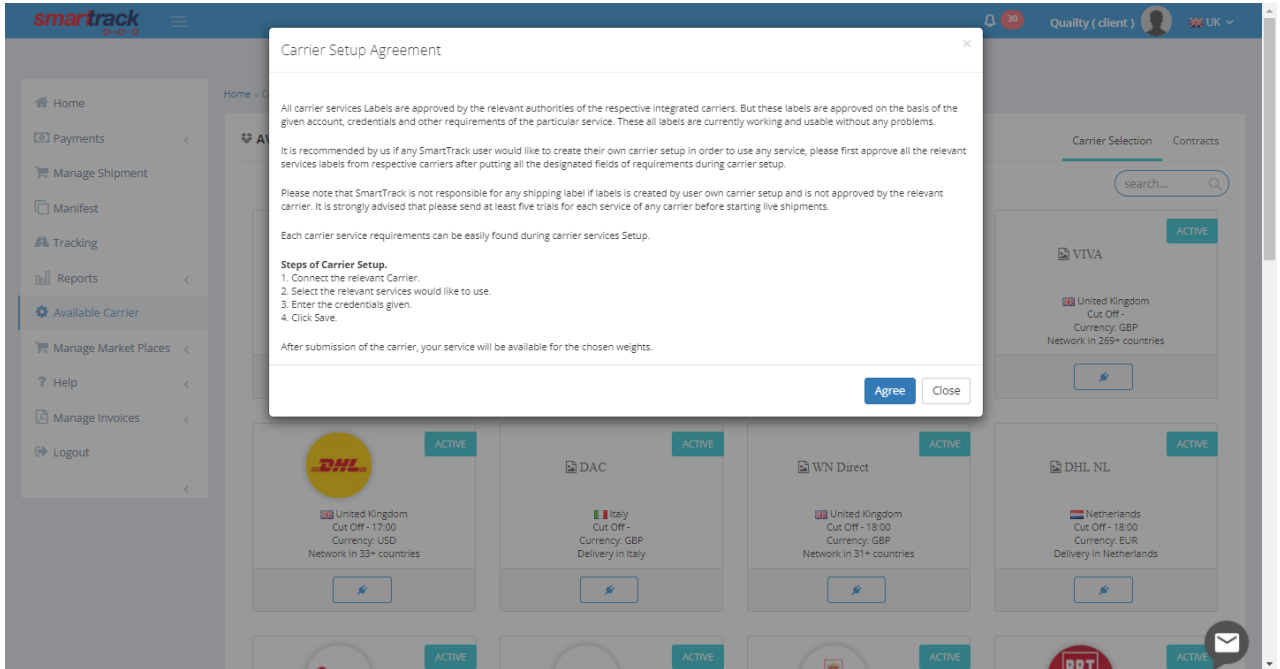 smartrack
30
Quailty ( client )
UK
Home
Payments
Manage Shipment
Manifest
Tracking
Reports
Available Carrier
Manage Market Places
Help
Manage Invoices
Logout
Home »
Carrier Setup Agreement
×
All carrier services Labels are approved by the relevant authorities of the respective integrated carriers. But these labels are approved on the basis of the
given account, credentials and other requirements of the particular service. These all labels are currently working and usable without any problems.
It is recommended by us if any SmartTrack user would like to create their own carrier setup in order to use any service, please first approve all the relevant
services labels from respective carriers after putting all the designated fields of requirements during carrier setup.
Please note that SmartTrack is not responsible for any shipping label if labels is created by user own carrier setup and is not approved by the relevant
carrier. It is strongly advised that please send at least five trials for each service of any carrier before starting live shipments.
Each carrier service requirements can be easily found during carrier services Setup.
Steps of Carrier Setup.
1. Connect the relevant Carrier.
2. Select the relevant services would like to use.
3. Enter the credentials given.
4. Click Save.
After submission of the carrier, your service will be available for the chosen weights.
Agree
Close
Carrier Selection
Contracts
search...
ACTIVE
VIVA
United Kingdom
Cut Off -
Currency: GBP
Network in 269+ countries
ACTIVE
DHL
United Kingdom
Cut Off - 17:00
Currency: USD
Network in 33+ countries
ACTIVE
DAC
Italy
Cut Off -
Currency: GBP
Delivery in Italy
ACTIVE
WN Direct
United Kingdom
Cut Off - 18:00
Currency: GBP
Network in 31+ countries
ACTIVE
DHL NL
Netherlands
Cut Off - 18:00
Currency: EUR
Delivery in Netherlands
ACTIVE
ACTIVE
ACTIVE
BRT
ACTIVE